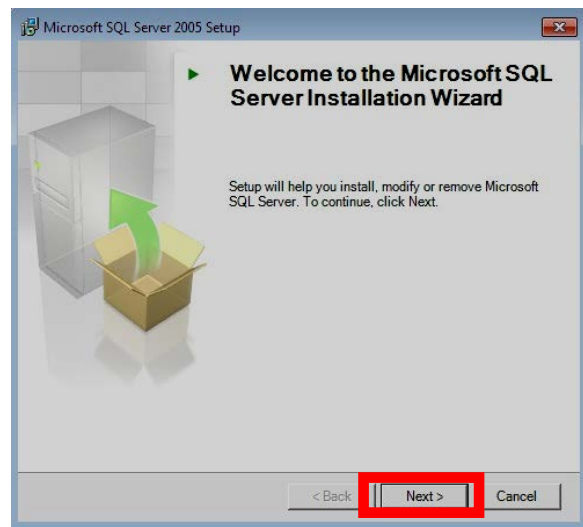 Microsoft SQL Server 2005 Setup
Welcome to the Microsoft SQL
Server Installation Wizard
Setup will help you install, modify or remove Microsoft
SQL Server. To continue, click Next.
< Back Next > Cancel